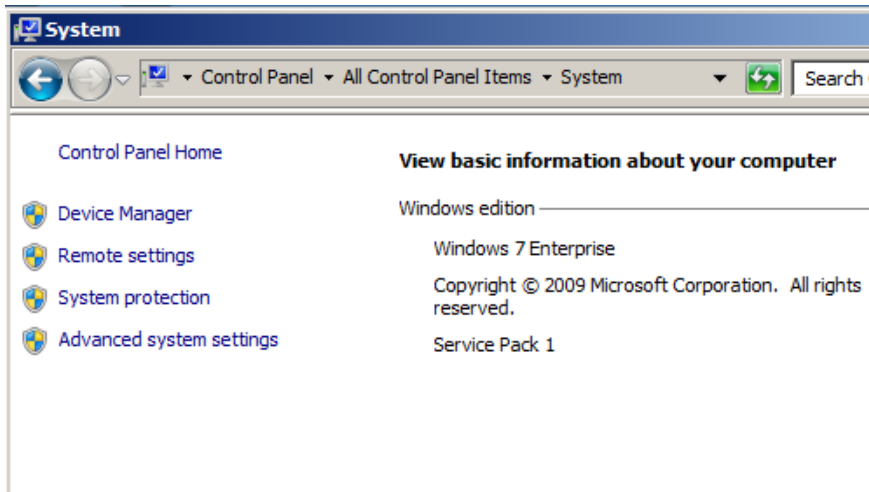 System
Control Panel All Control Panel Items System Search
Control Panel Home
View basic information about your computer
Device Manager
Windows edition
Remote settings
Windows 7 Enterprise
System protection
Copyright © 2009 Microsoft Corporation. All rights
reserved.
Advanced system settings
Service Pack 1